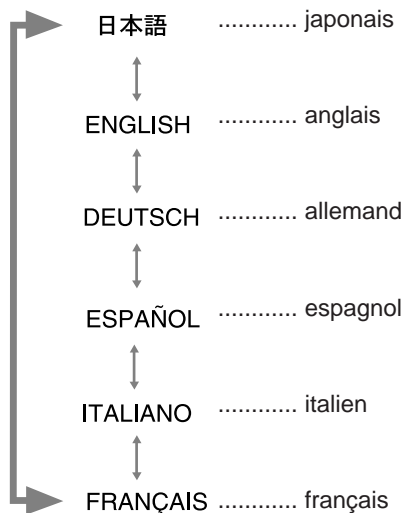 日本語 ............ japonais
ENGLISH ............ anglais
DEUTSCH ............ allemand
ESPAÑOL ............ espagnol
ITALIANO ............ italien
FRANÇAIS ............ français